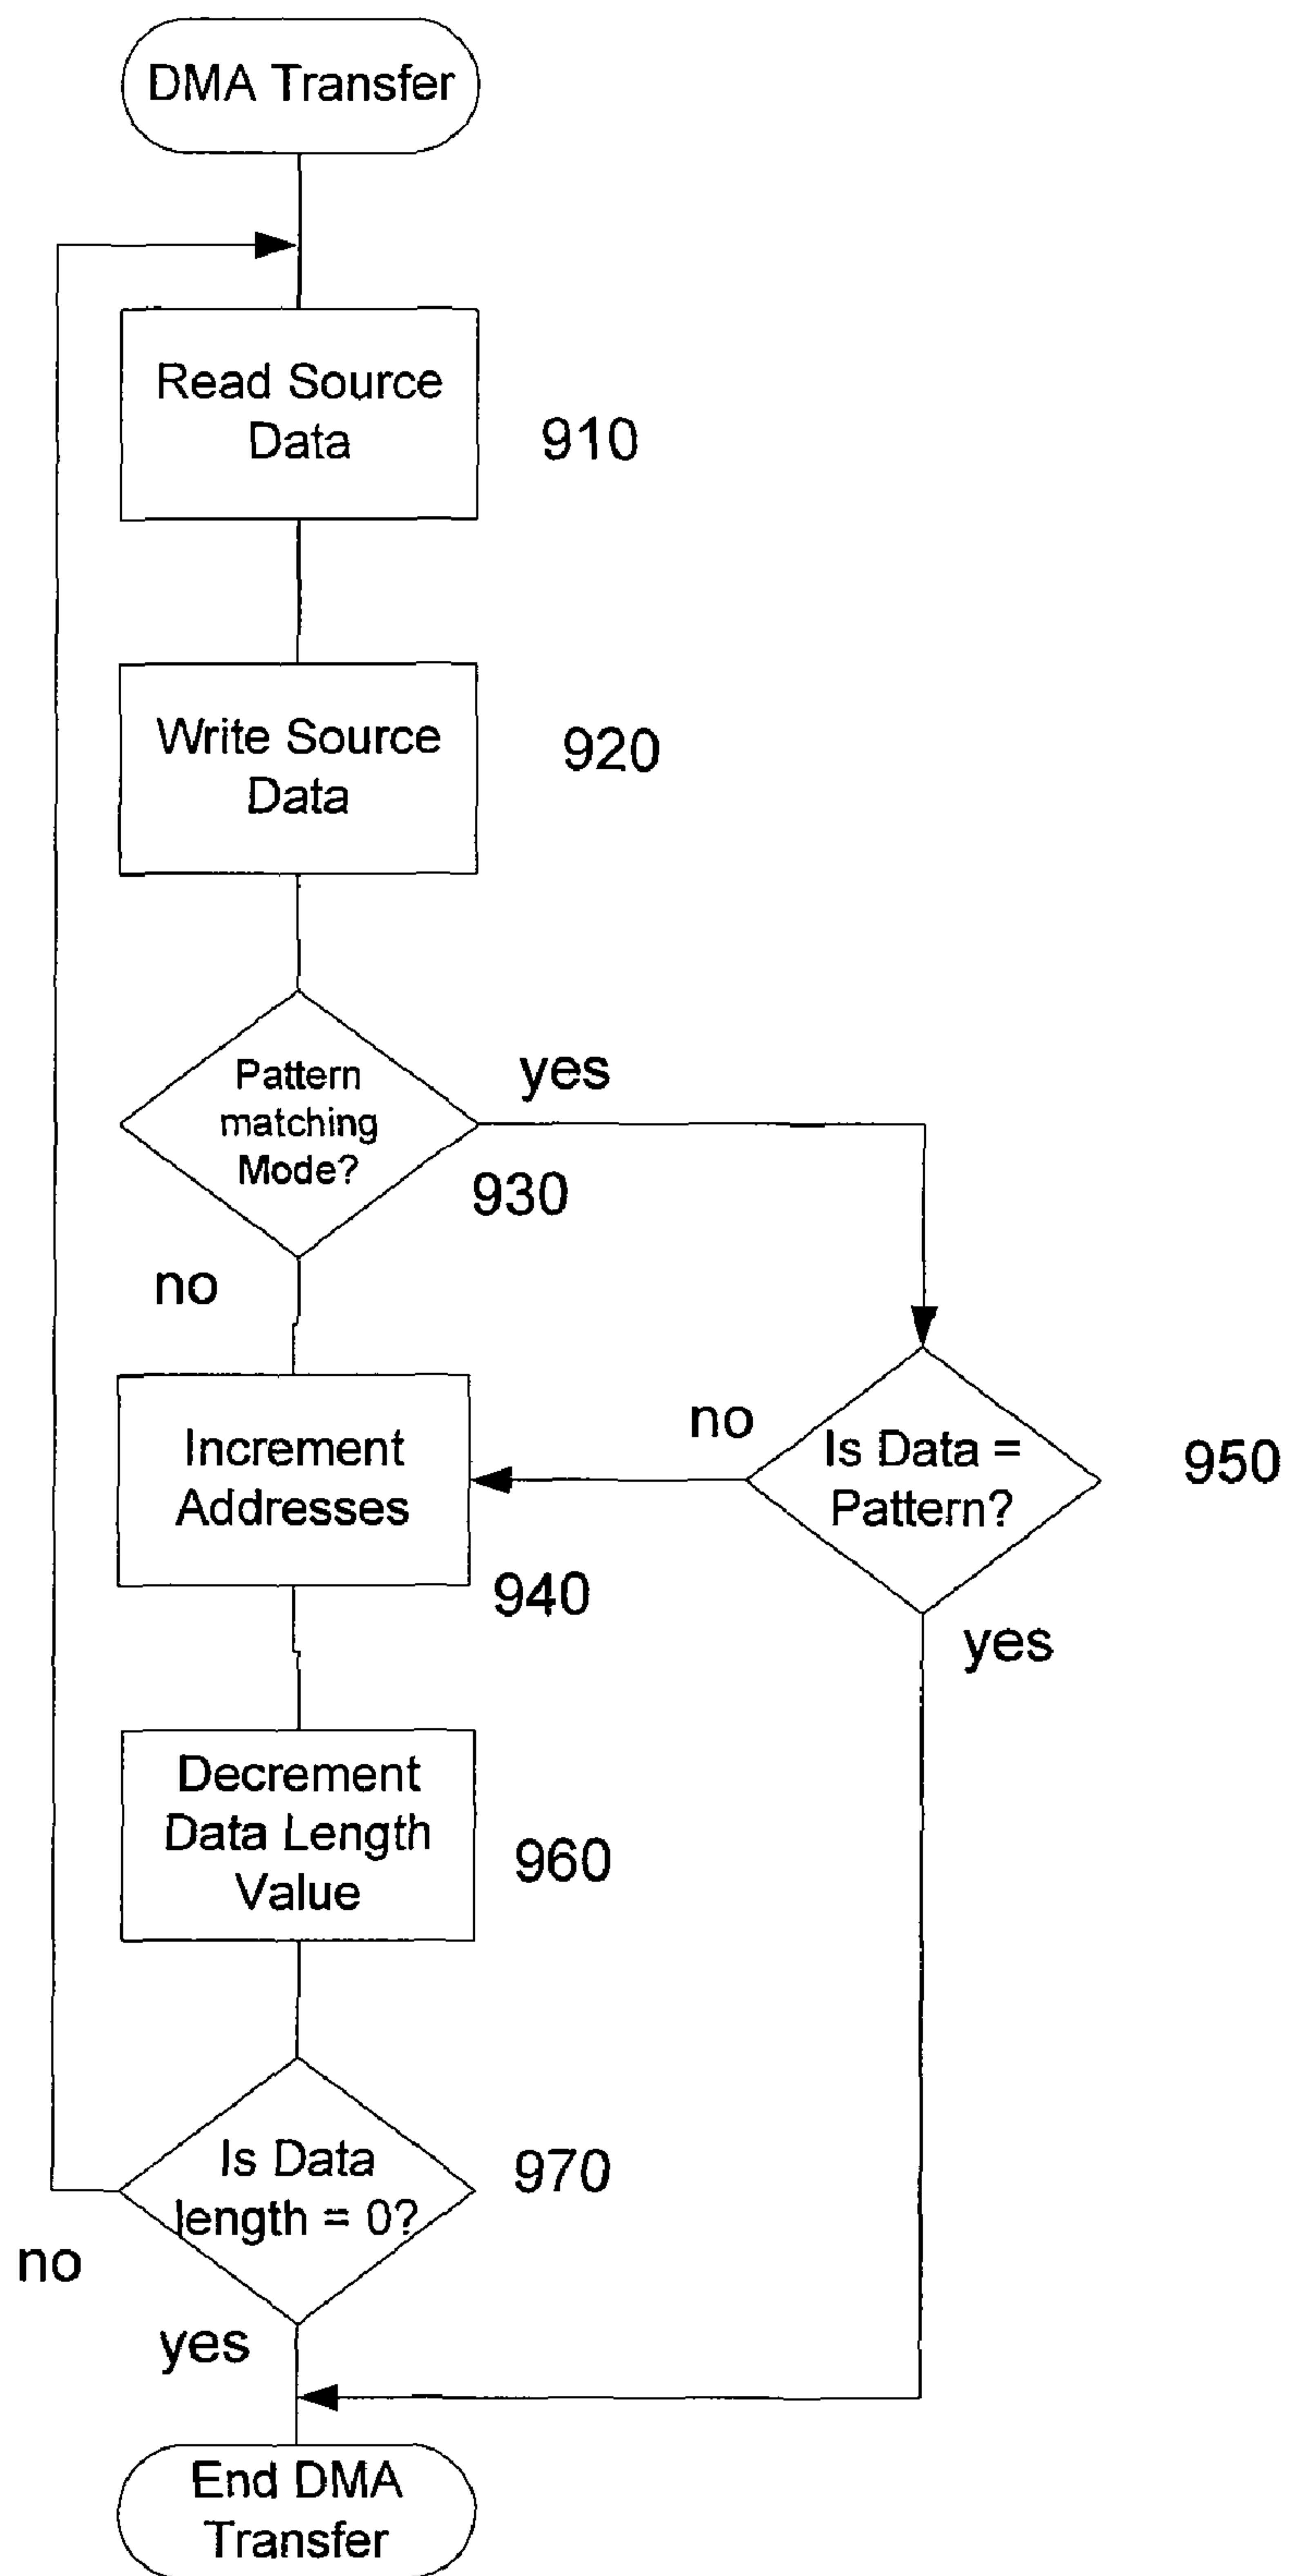 DMA Transfer
Read Source
Data
910
Write Source
Data
920
Pattern
matching
Mode?
yes
930
no
Increment
Addresses
940
no
Is Data =
Pattern?
950
yes
Decrement
Data Length
Value
960
Is Data
length = 0?
970
no
yes
End DMA
Transfer